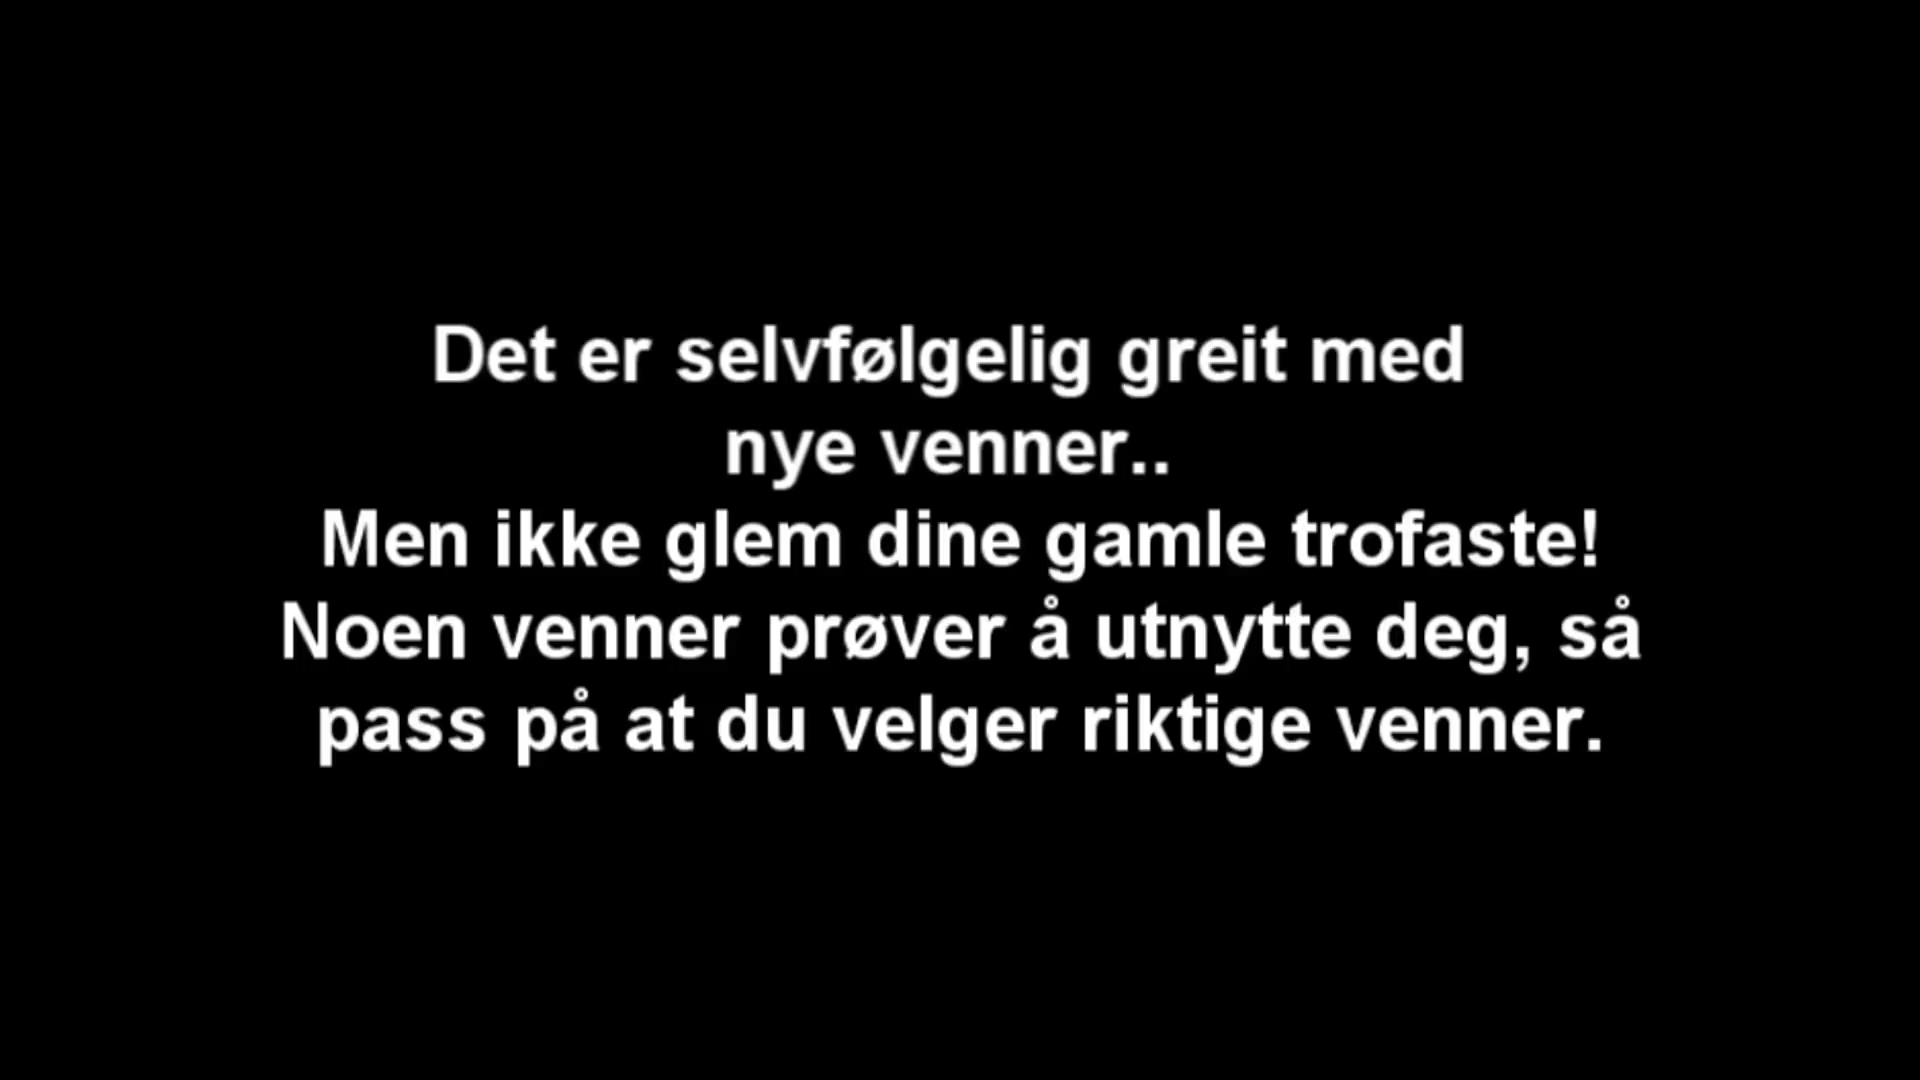 Det er selvfølgelig greit med
nye venner..
Men ikke glem dine gamle trofaste!
Noen venner prøver å utnytte deg, så
pass på at du velger riktige venner.